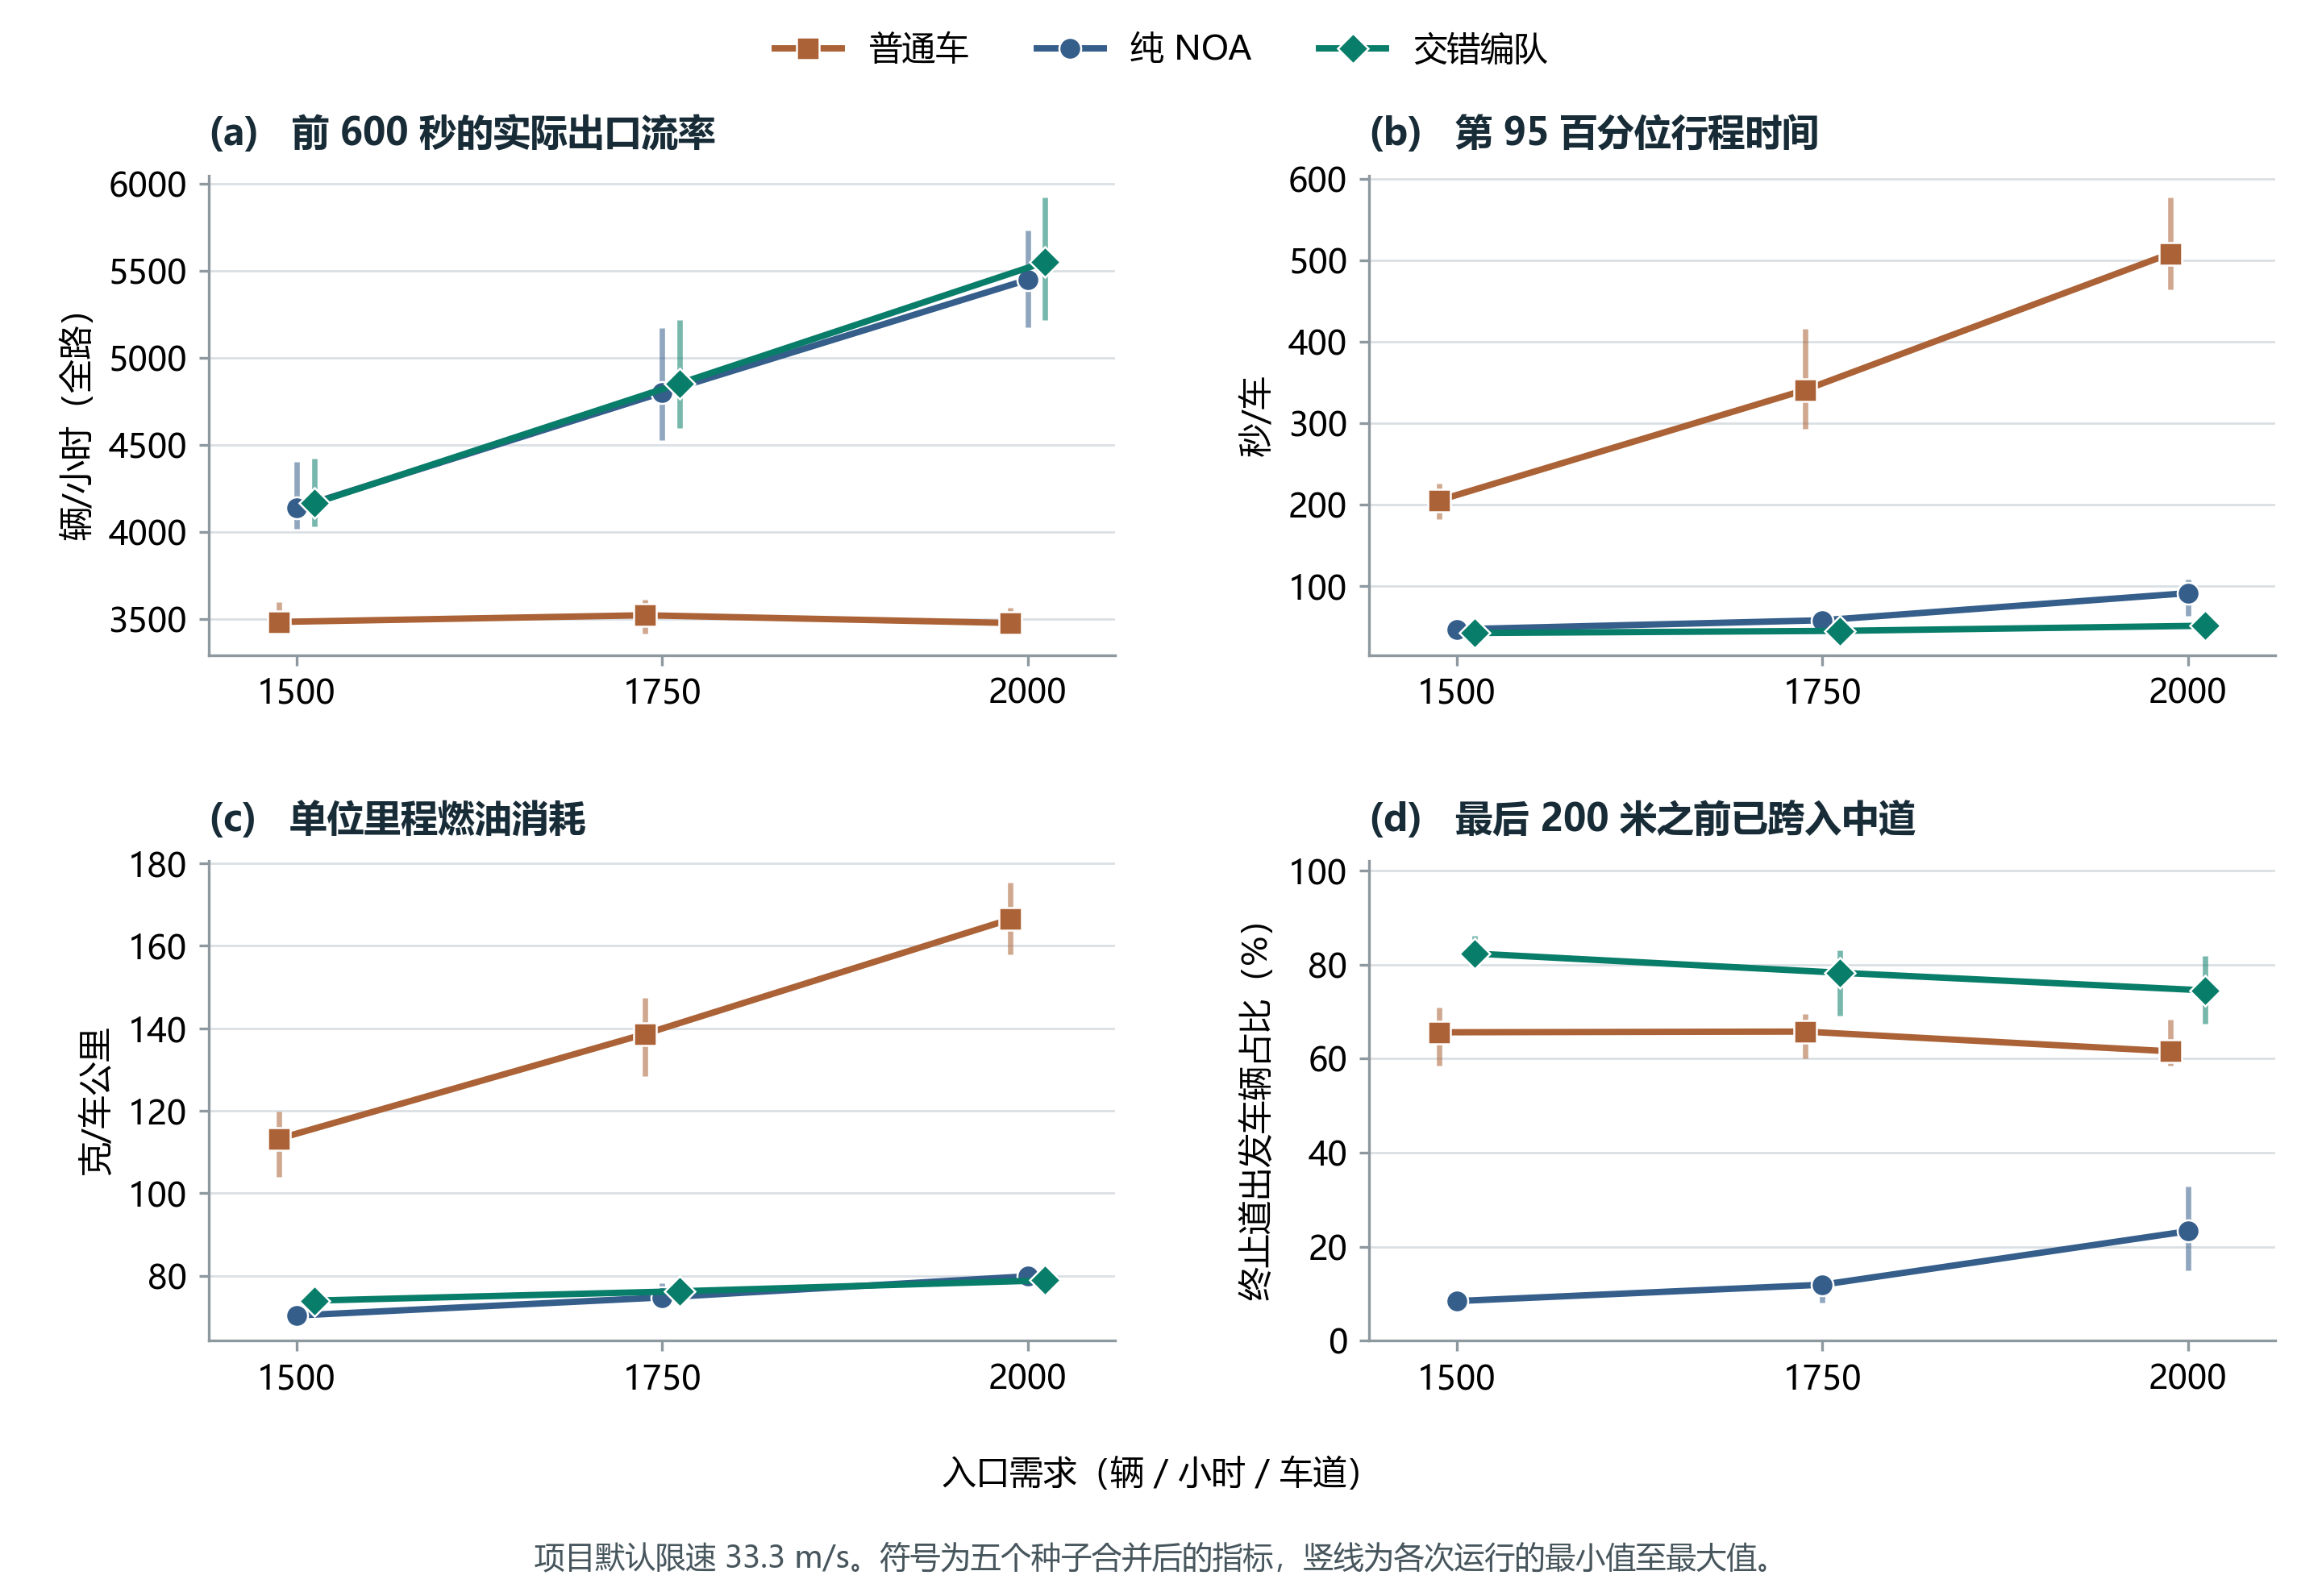 普通车 纯 NOA 交错编队
(a) 前 600 秒的实际出口流率
辆/小时（全路）
6000
5500
5000
4500
4000
3500
1500 1750 2000
(b) 第 95 百分位行程时间
秒/车
600
500
400
300
200
100
1500 1750 2000
(c) 单位里程燃油消耗
克/车公里
180
160
140
120
100
80
1500 1750 2000
(d) 最后 200 米之前已跨入中道
终止道出发车辆占比（%）
100
80
60
40
20
0
1500 1750 2000
入口需求（辆 / 小时 / 车道）
项目默认限速 33.3 m/s。符号为五个种子合并后的指标，竖线为各次运行的最小值至最大值。